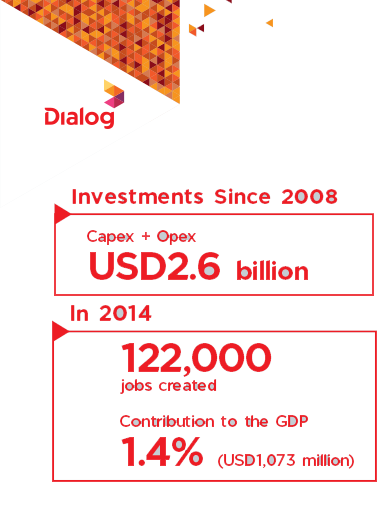 Dialog
Investments Since 2008
Capex + Opex
USD2.6 billion
In 2014
122,000
jobs created
Contribution to the GDP
1.4% (USD1,073 million)